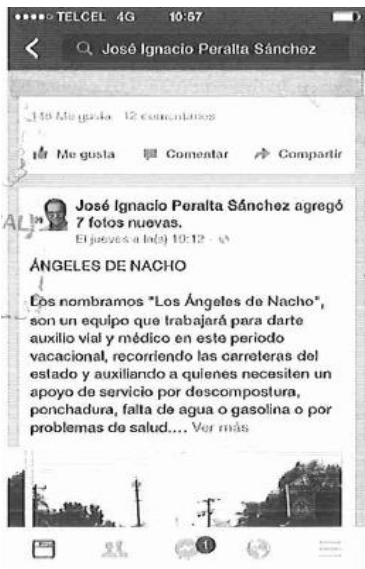 TELCEL 4G 10:57
José Ignacio Peralta Sánchez
146 Me gusta 12 comentarios
Me gusta Comentar Compartir
José Ignacio Peralta Sánchez agregó
7 fotos nuevas.
El jueves a la(s) 10:12
ÁNGELES DE NACHO
Los nombramos "Los Ángeles de Nacho",
son un equipo que trabajará para darte
auxilio vial y médico en este periodo
vacacional, recorriendo las carreteras del
estado y auxiliando a quienes necesiten un
apoyo de servicio por descompostura,
ponchadura, falta de agua o gasolina o por
problemas de salud.... Ver más
1